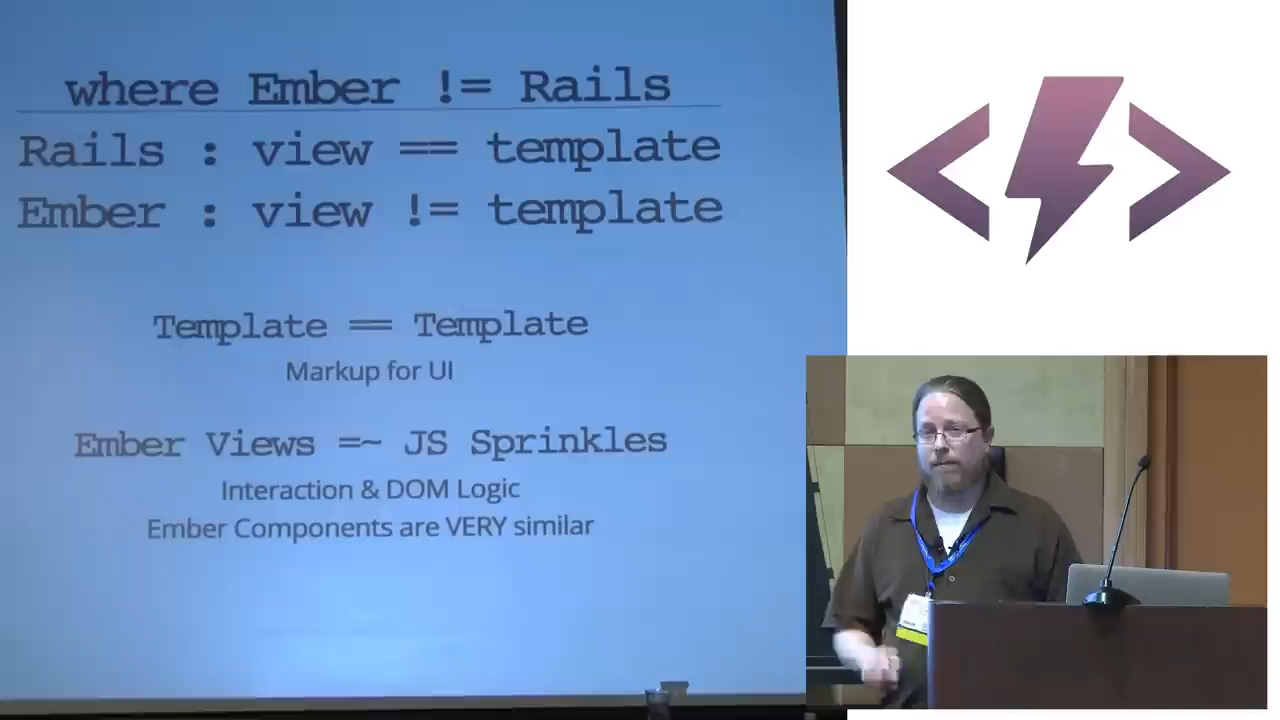 where Ember != Rails
Rails : view == template
Ember : view != template
Template == Template
Markup for UI
Ember Views =~ JS Sprinkles
Interaction & DOM Logic
Ember Components are VERY similar